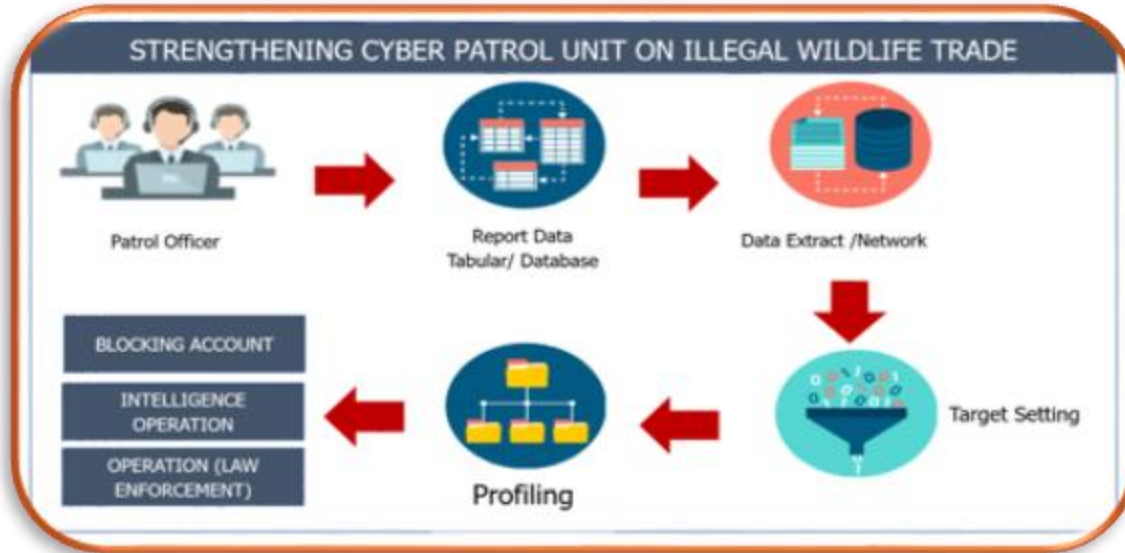 STRENGTHENING CYBER PATROL UNIT ON ILLEGAL WILDLIFE TRADE
Patrol Officer
Report Data
Tabular/ Database
Data Extract /Network
Target Setting
Profiling
BLOCKING ACCOUNT
INTELLIGENCE
OPERATION
OPERATION (LAW
ENFORCEMENT)